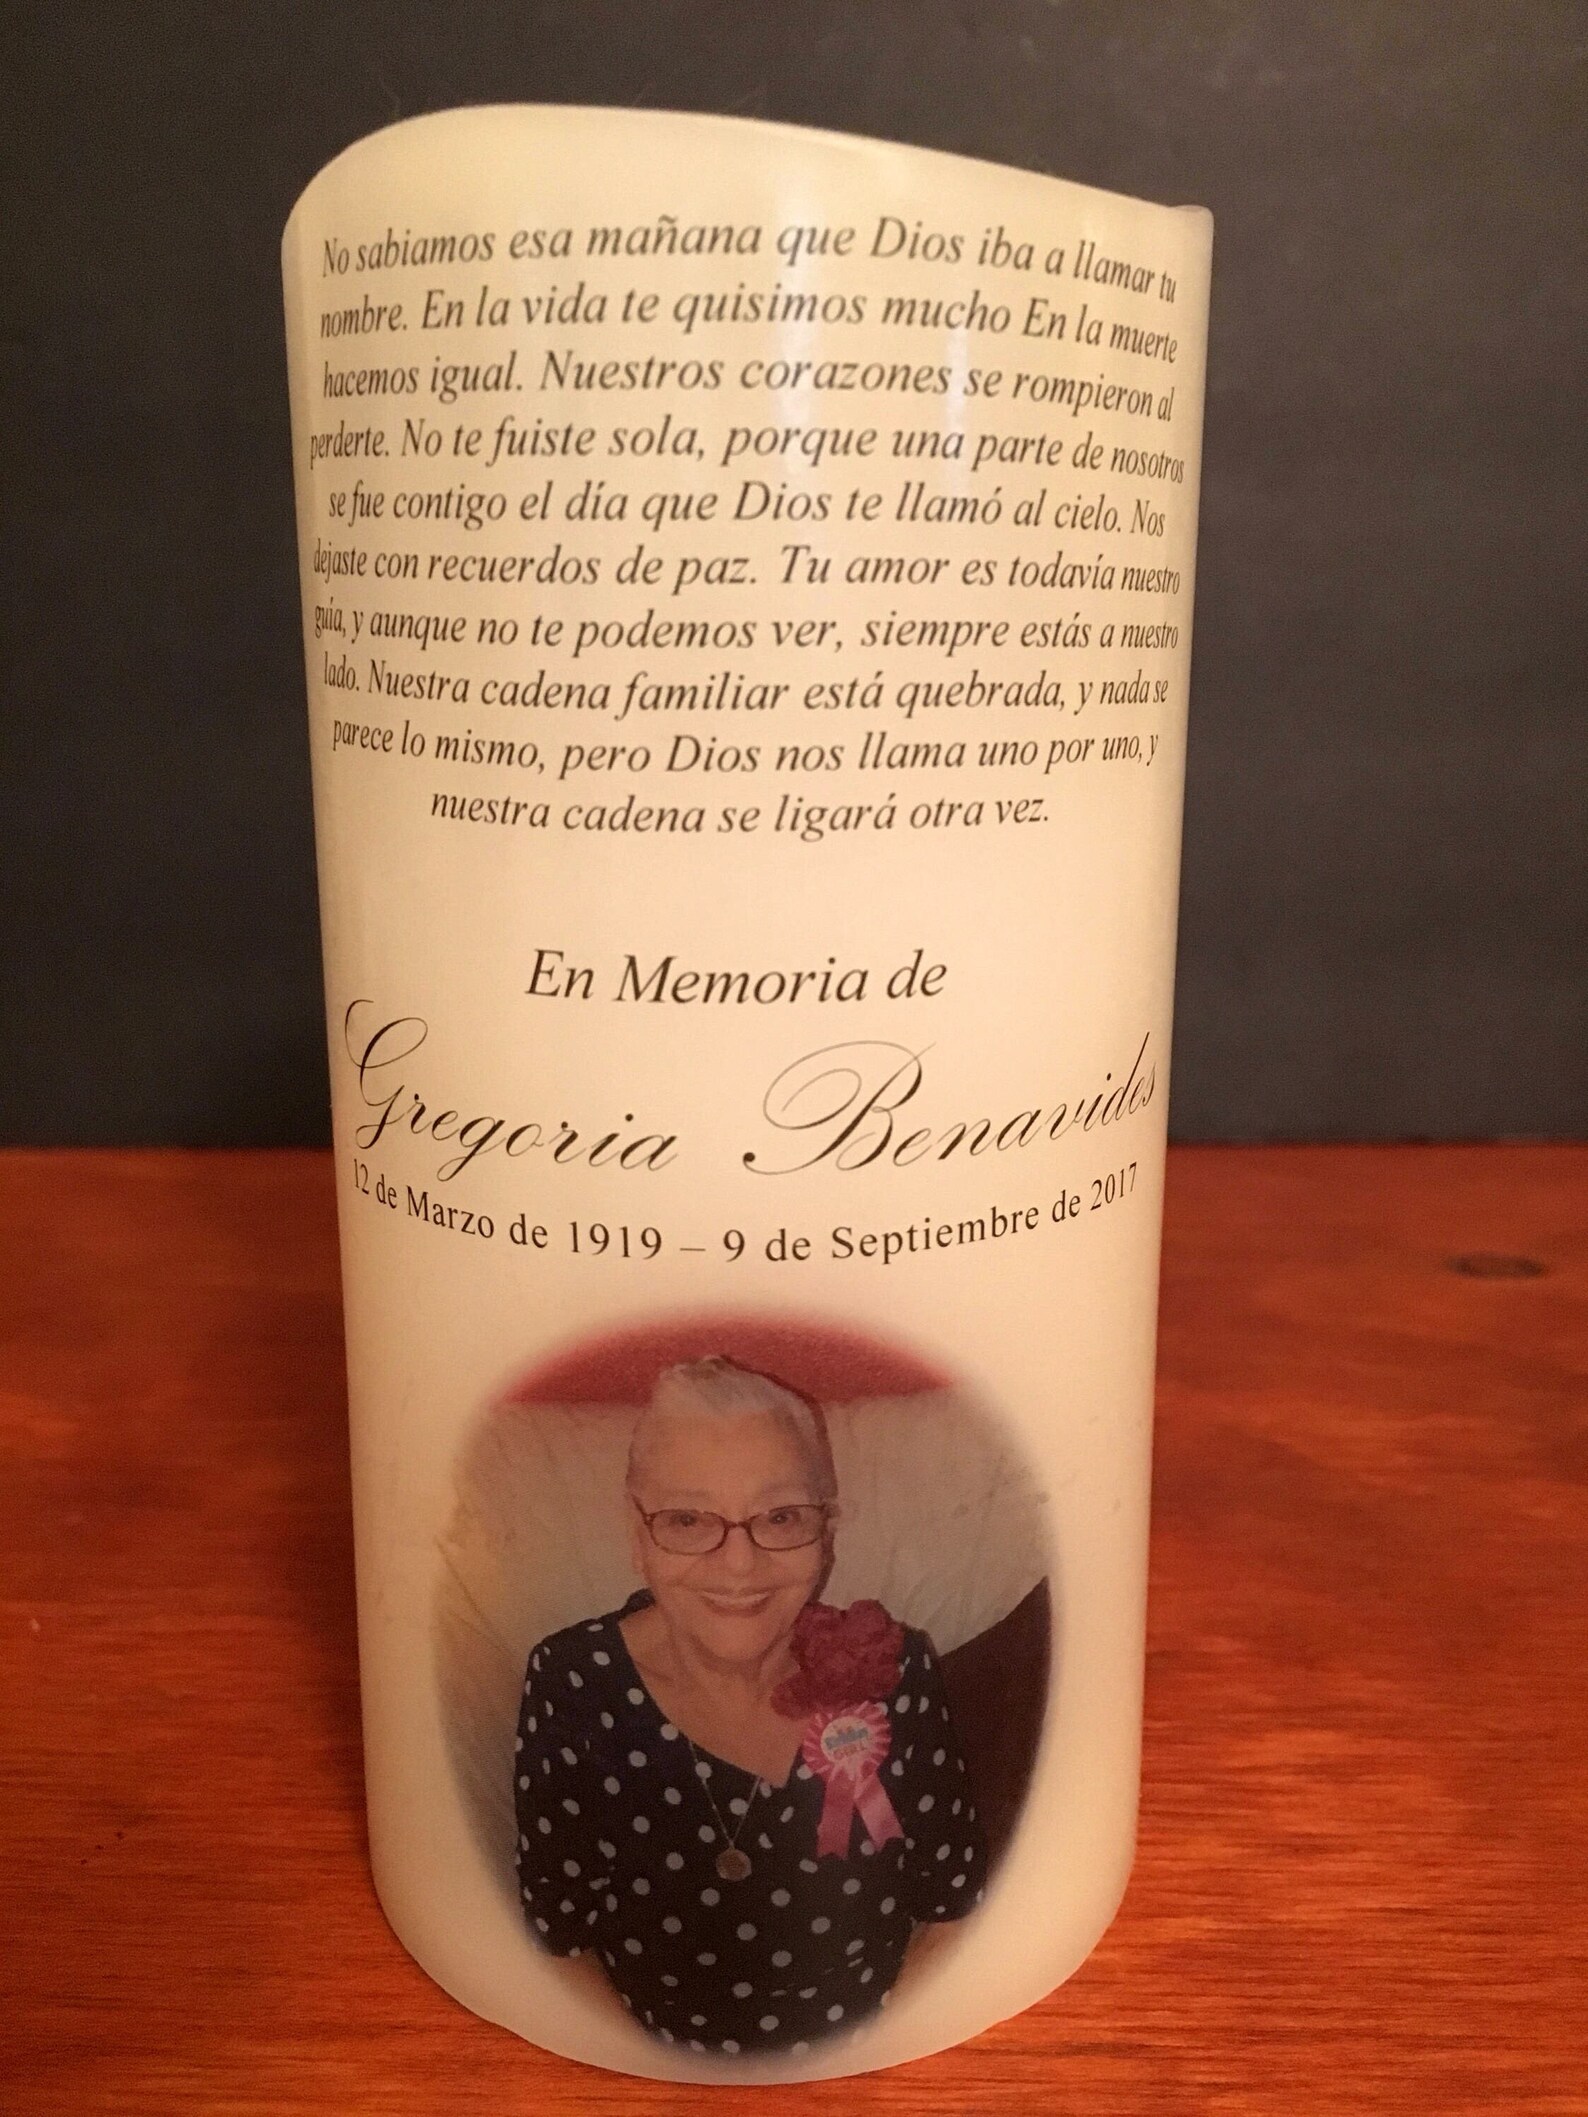 No sabiamos esa mañana que Dios iba a llamar tu
nombre. En la vida te quisimos mucho En la muerte
hacemos igual. Nuestros corazones se rompieron al
perderte. No te fuiste sola, porque una parte de nosotros
se fue contigo el día que Dios te llamó al cielo. Nos
dejaste con recuerdos de paz. Tu amor es todavía nuestro
guía, y aunque no te podemos ver, siempre estás a nuestro
lado. Nuestra cadena familiar está quebrada, y nada se
parece lo mismo, pero Dios nos llama uno por uno, y
nuestra cadena se ligará otra vez.
En Memoria de
Gregoria Benavides
12 de Marzo de 1919 – 9 de Septiembre de 2017